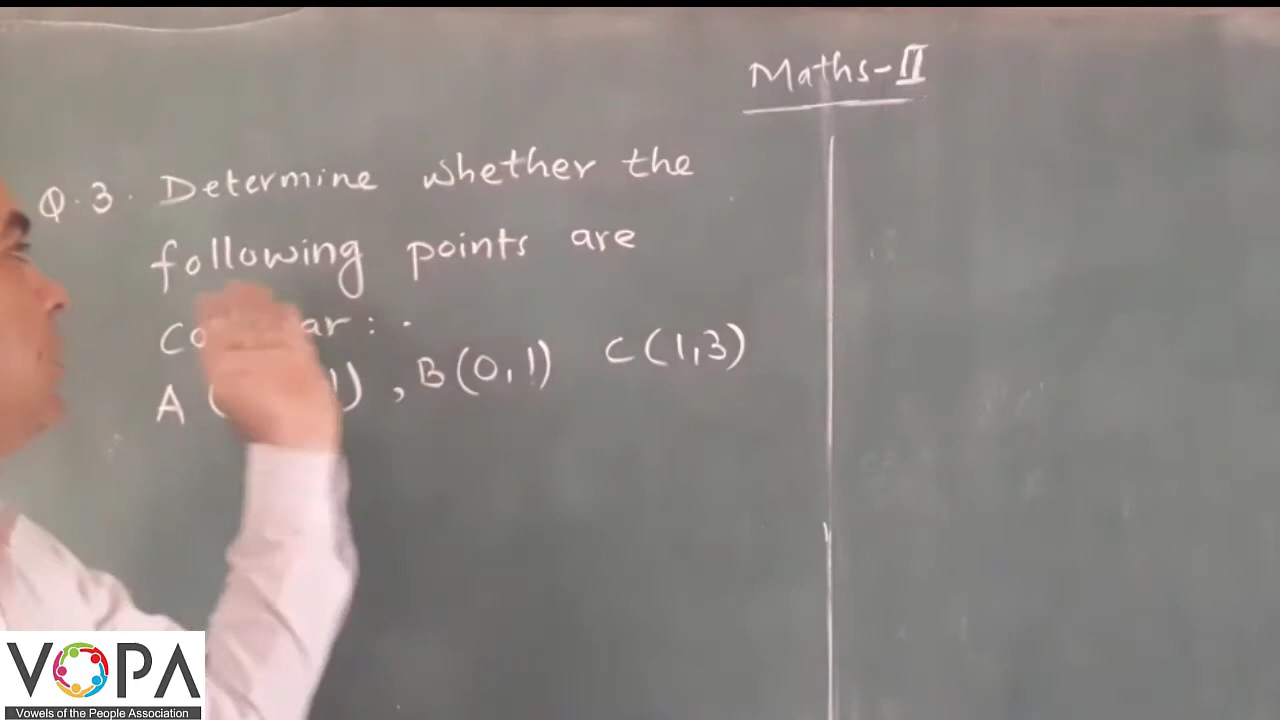 Maths-II
Q.3. Determine whether the
following points are
:
A ( 1) , B(0,1) C(1,3)
VOPA
Vowels of the People Association